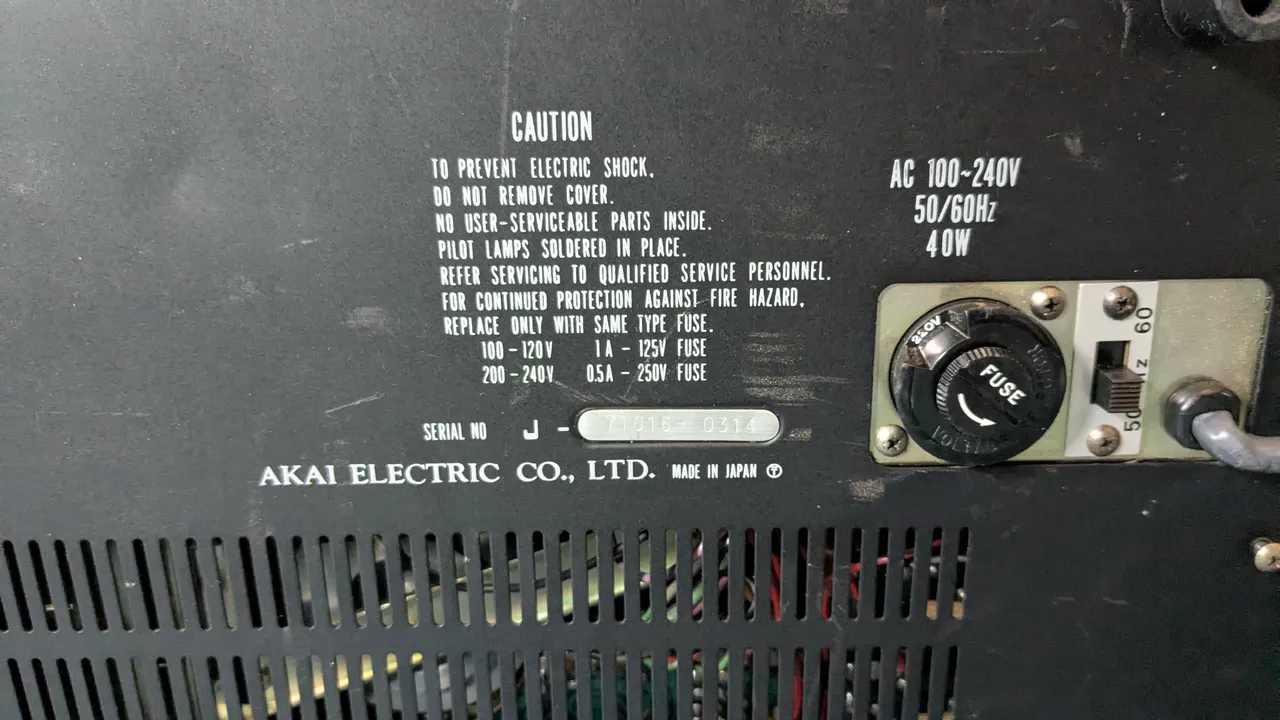 CAUTION
TO PREVENT ELECTRIC SHOCK,
DO NOT REMOVE COVER.
NO USER-SERVICEABLE PARTS INSIDE.
PILOT LAMPS SOLDERED IN PLACE.
REFER SERVICING TO QUALIFIED SERVICE PERSONNEL.
FOR CONTINUED PROTECTION AGAINST FIRE HAZARD,
REPLACE ONLY WITH SAME TYPE FUSE.
100-120V 1A-125V FUSE
200-240V 0.5A-250V FUSE
SERIAL NO J - 71016-0314
AKAI ELECTRIC CO., LTD. MADE IN JAPAN Ⓣ
AC 100~240V
50/60Hz
40W
220V
FUSE
60
50